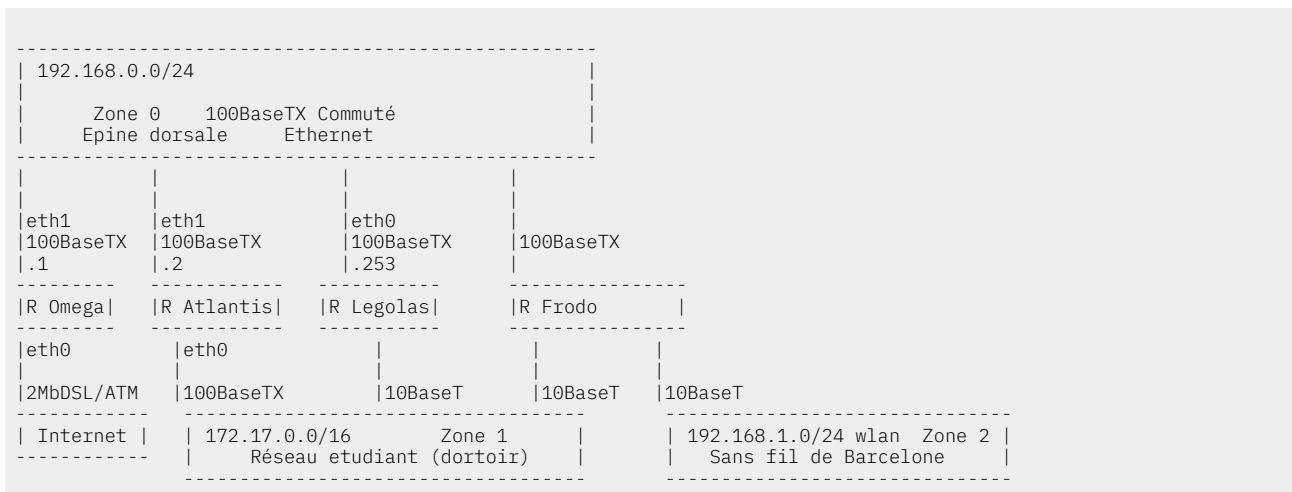 ----------------------------------------------------
| 192.168.0.0/24                                   |
|                                                  |
|      Zone 0    100BaseTX Commuté                 |
|     Epine dorsale     Ethernet                   |
----------------------------------------------------
|           |                |              |
|           |                |              |
|eth1       |eth1            |eth0          |
|100BaseTX  |100BaseTX       |100BaseTX     |100BaseTX
|.1         |.2              |.253          |
---------   ------------   -----------      ----------------
|R Omega|   |R Atlantis|   |R Legolas|      |R Frodo       |
---------   ------------   -----------      ----------------
|eth0         |eth0             |             |          |
|             |                 |             |          |
|2MbDSL/ATM   |100BaseTX        |10BaseT      |10BaseT   |10BaseT
------------   ------------------------------------       -------------------------------
| Internet |   | 172.17.0.0/16        Zone 1      |       | 192.168.1.0/24 wlan  Zone 2 |
------------   |     Réseau etudiant (dortoir)    |       |   Sans fil de Barcelone     |
               ------------------------------------       -------------------------------